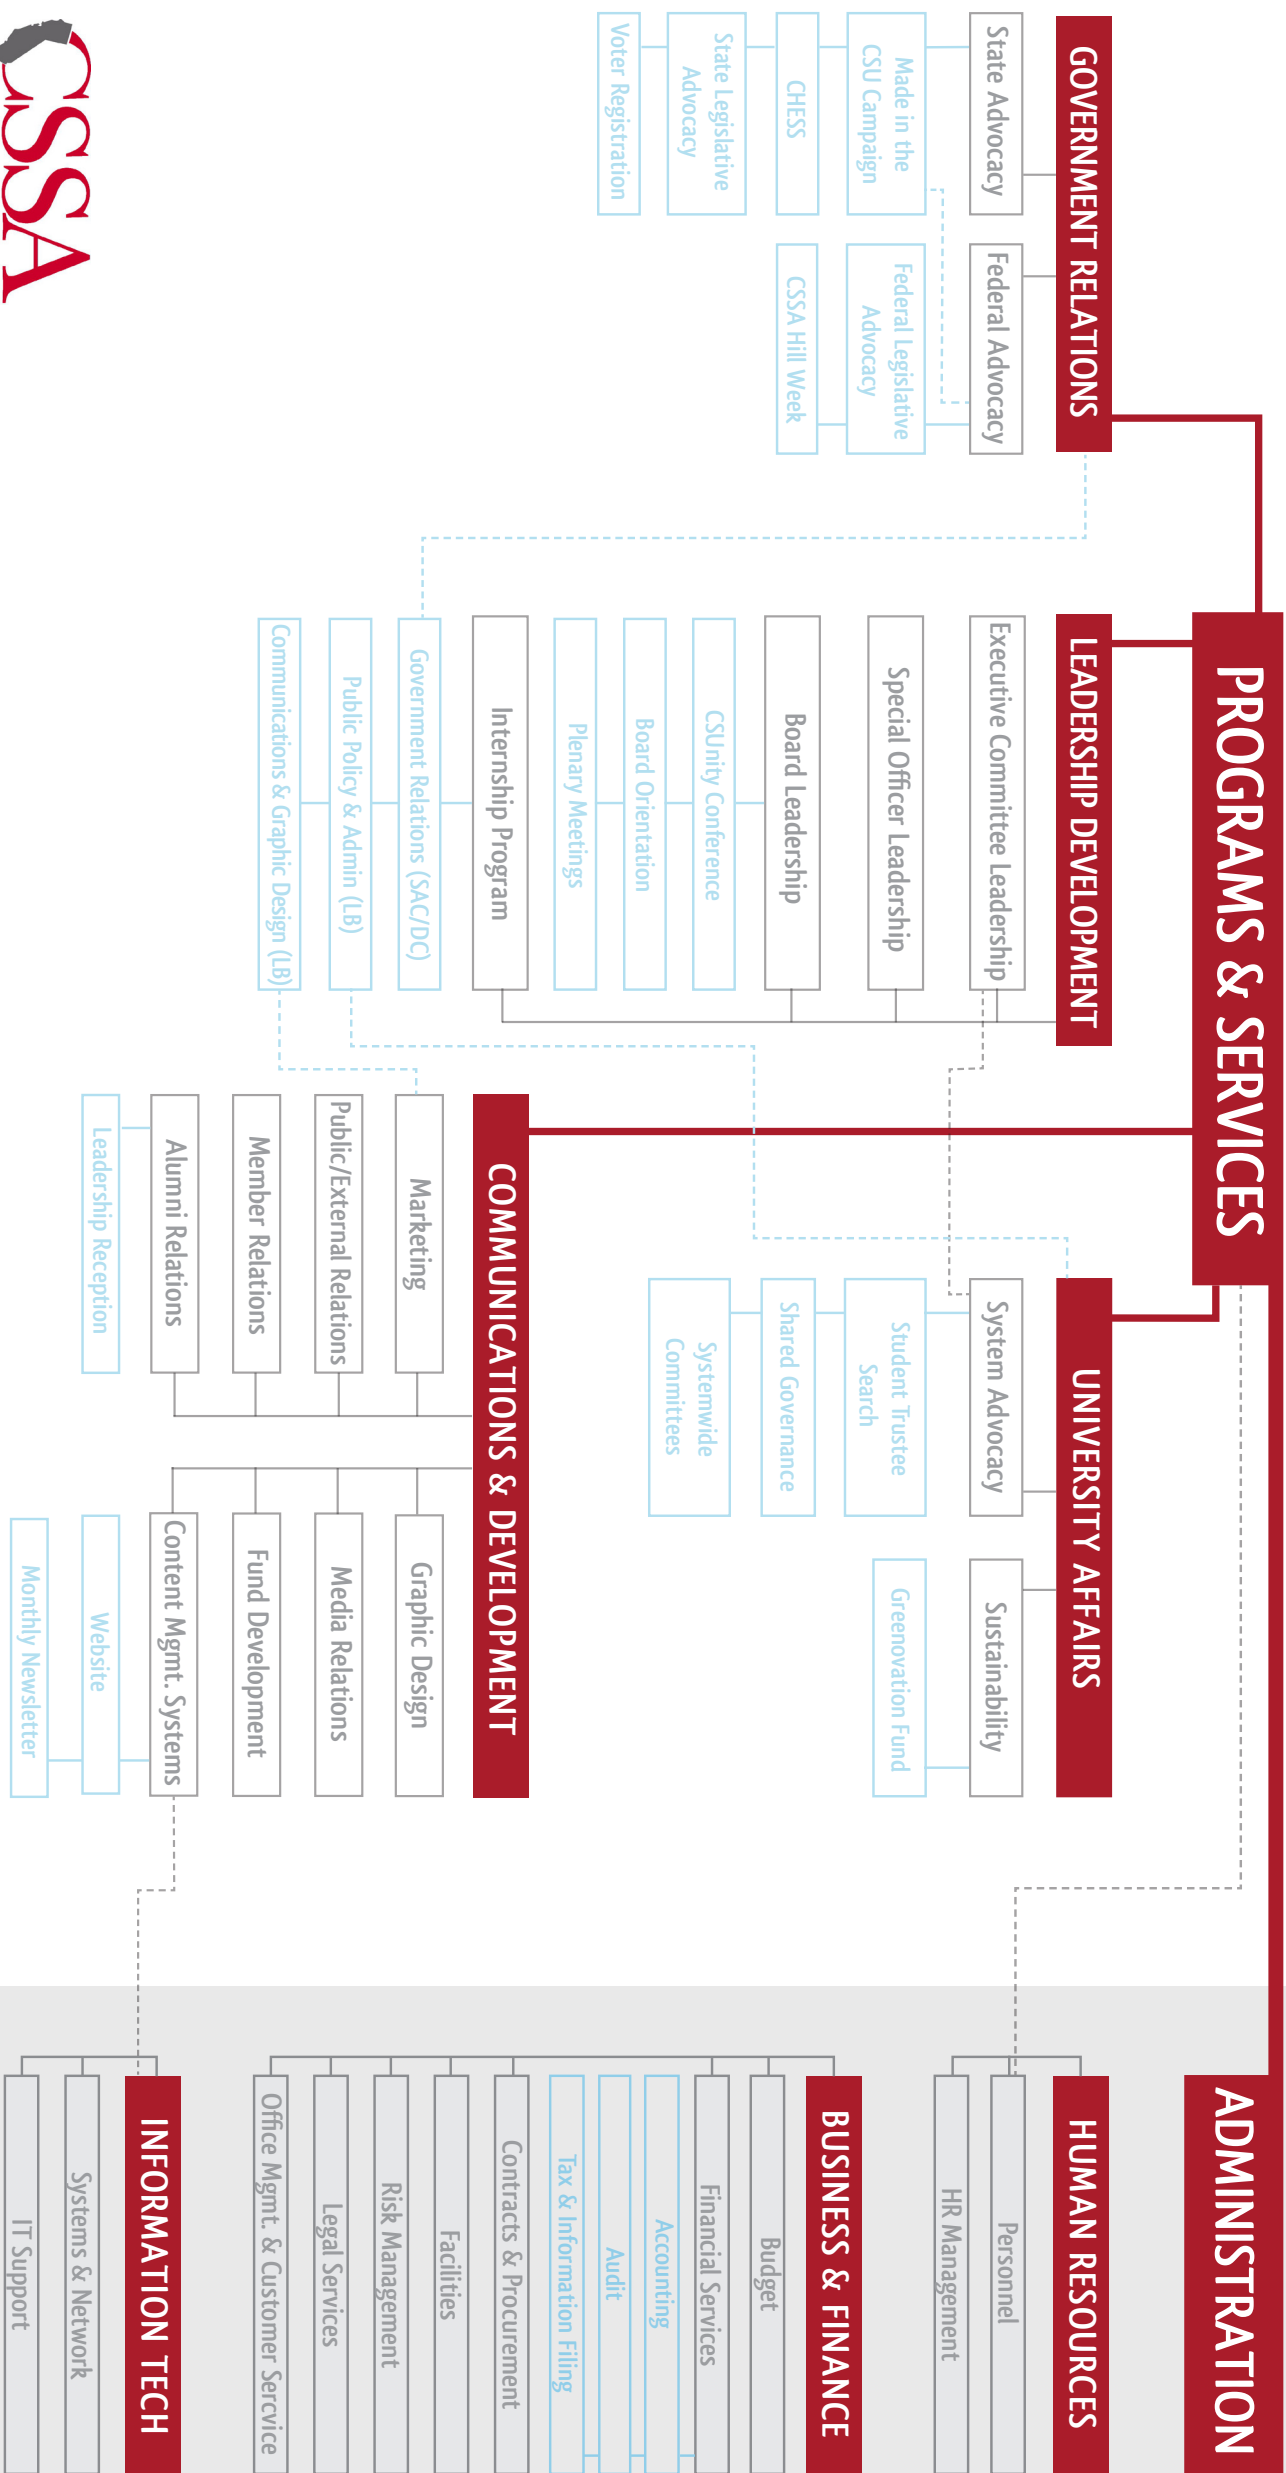 PROGRAMS & SERVICES
ADMINISTRATION
GOVERNMENT RELATIONS
State Advocacy
Made in the
CSU Campaign
CHESS
State Legislative
Advocacy
Voter Registration
Federal Advocacy
Federal Legislative
Advocacy
CSSA Hill Week
LEADERSHIP DEVELOPMENT
Executive Committee Leadership
Special Officer Leadership
Board Leadership
CSUnity Conference
Board Orientation
Plenary Meetings
Internship Program
Government Relations (SAC/DC)
Public Policy & Admin (LB)
Communications & Graphic Design (LB)
UNIVERSITY AFFAIRS
System Advocacy
Student Trustee
Search
Shared Governance
Systemwide
Committees
Sustainability
Greenovation Fund
COMMUNICATIONS & DEVELOPMENT
Marketing
Public/External Relations
Member Relations
Alumni Relations
Leadership Reception
Graphic Design
Media Relations
Fund Development
Content Mgmt. Systems
Website
Monthly Newsletter
HUMAN RESOURCES
Personnel
HR Management
BUSINESS & FINANCE
Budget
Financial Services
Accounting
Audit
Tax & Information Filing
Contracts & Procurement
Facilities
Risk Management
Legal Services
Office Mgmt. & Customer Sercvice
INFORMATION TECH
Systems & Network
IT Support
CSSA